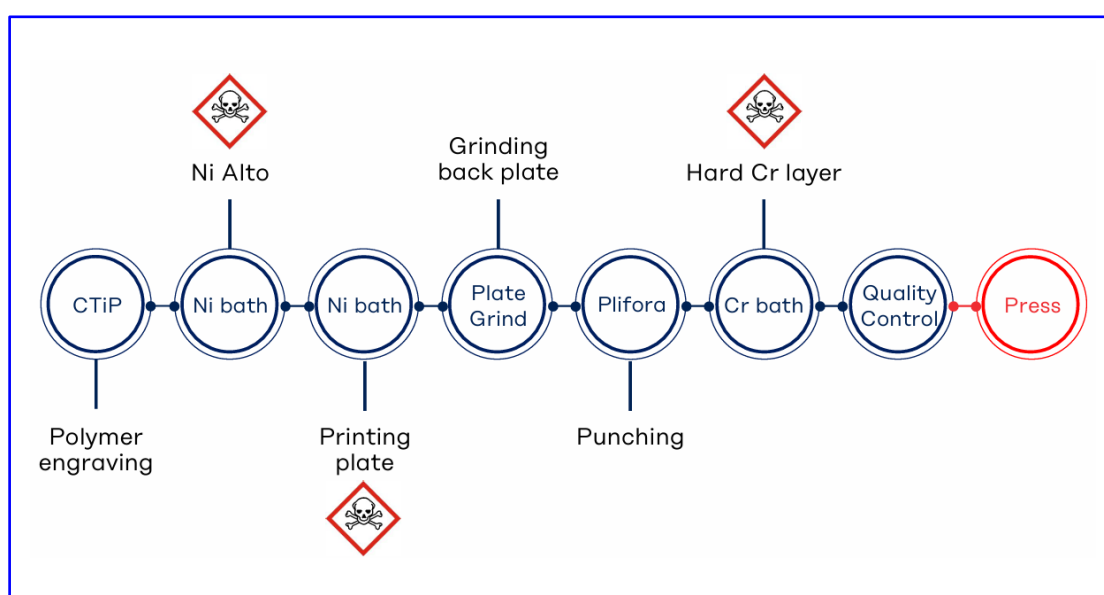 Ni Alto
Grinding
back plate
Hard Cr layer
CTiP
Ni bath
Ni bath
Plate
Grind
Plifora
Cr bath
Quality
Control
Press
Polymer
engraving
Printing
plate
Punching